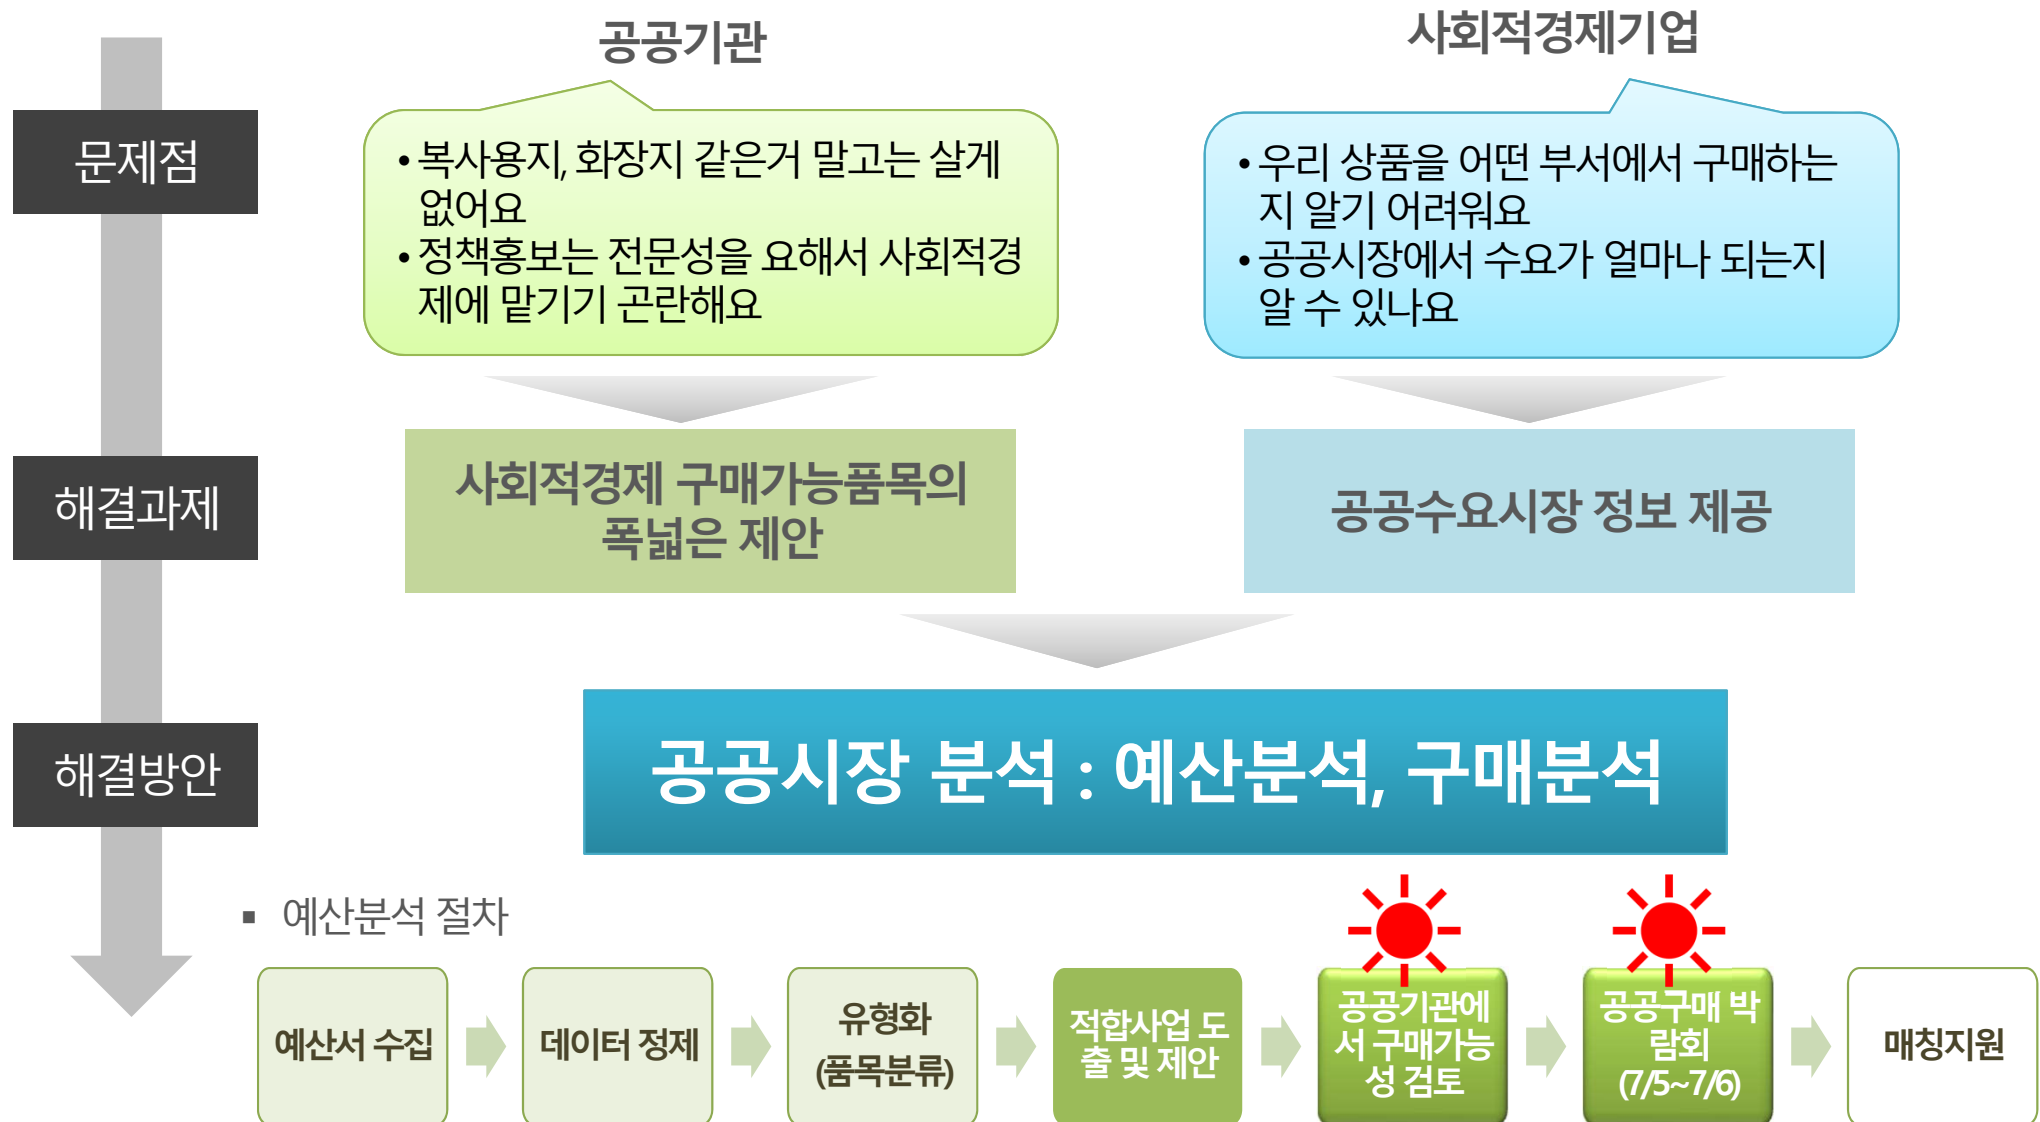 공공기관
사회적경제기업
문제점
• 복사용지, 화장지 같은거 말고는 살게
없어요
• 정책홍보는 전문성을 요해서 사회적경
제에 맡기기 곤란해요
• 우리 상품을 어떤 부서에서 구매하는
지 알기 어려워요
• 공공시장에서 수요가 얼마나 되는지
알 수 있나요
해결과제
사회적경제 구매가능품목의
폭넓은 제안
공공수요시장 정보 제공
해결방안
공공시장 분석 : 예산분석, 구매분석
▪ 예산분석 절차
예산서 수집
데이터 정제
유형화
(품목분류)
적합사업 도
출 및 제안
공공기관에
서 구매가능
성 검토
공공구매 박
람회
(7/5~7/6)
매칭지원